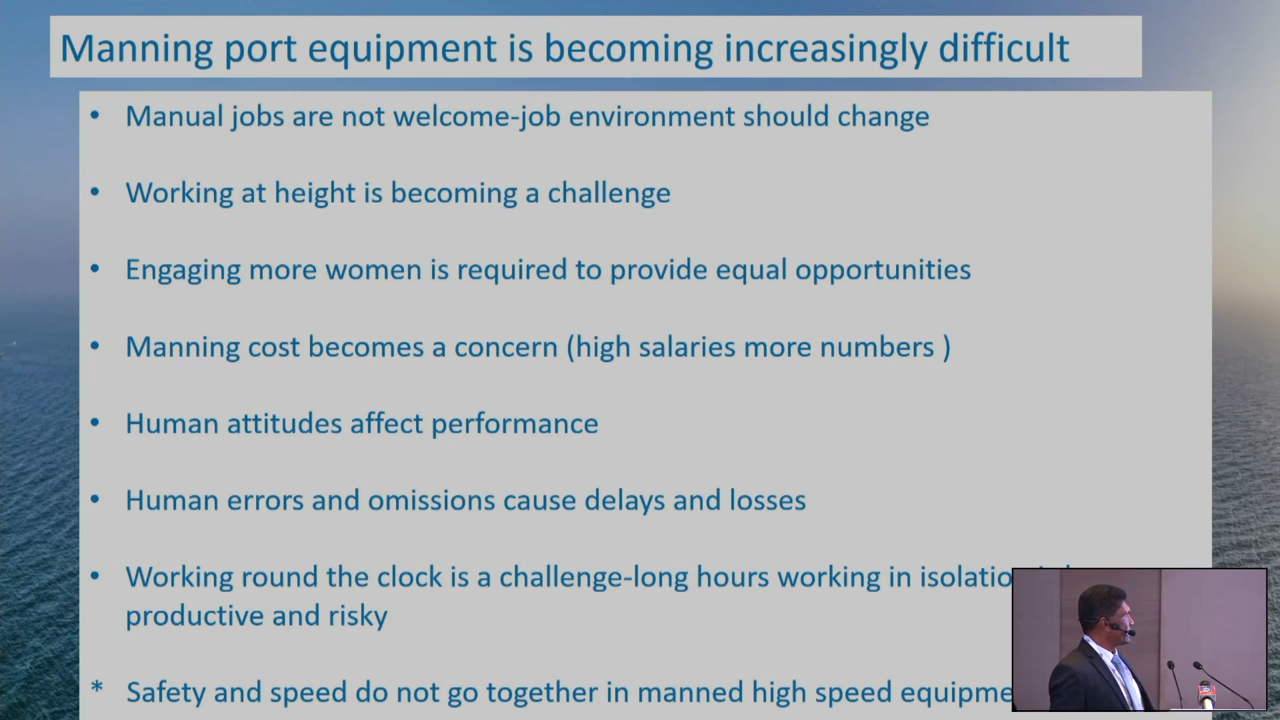 Manning port equipment is becoming increasingly difficult
• Manual jobs are not welcome-job environment should change
• Working at height is becoming a challenge
• Engaging more women is required to provide equal opportunities
• Manning cost becomes a concern (high salaries more numbers )
• Human attitudes affect performance
• Human errors and omissions cause delays and losses
• Working round the clock is a challenge-long hours working in
productive and risky
* Safety and speed do not go together in manned high speed